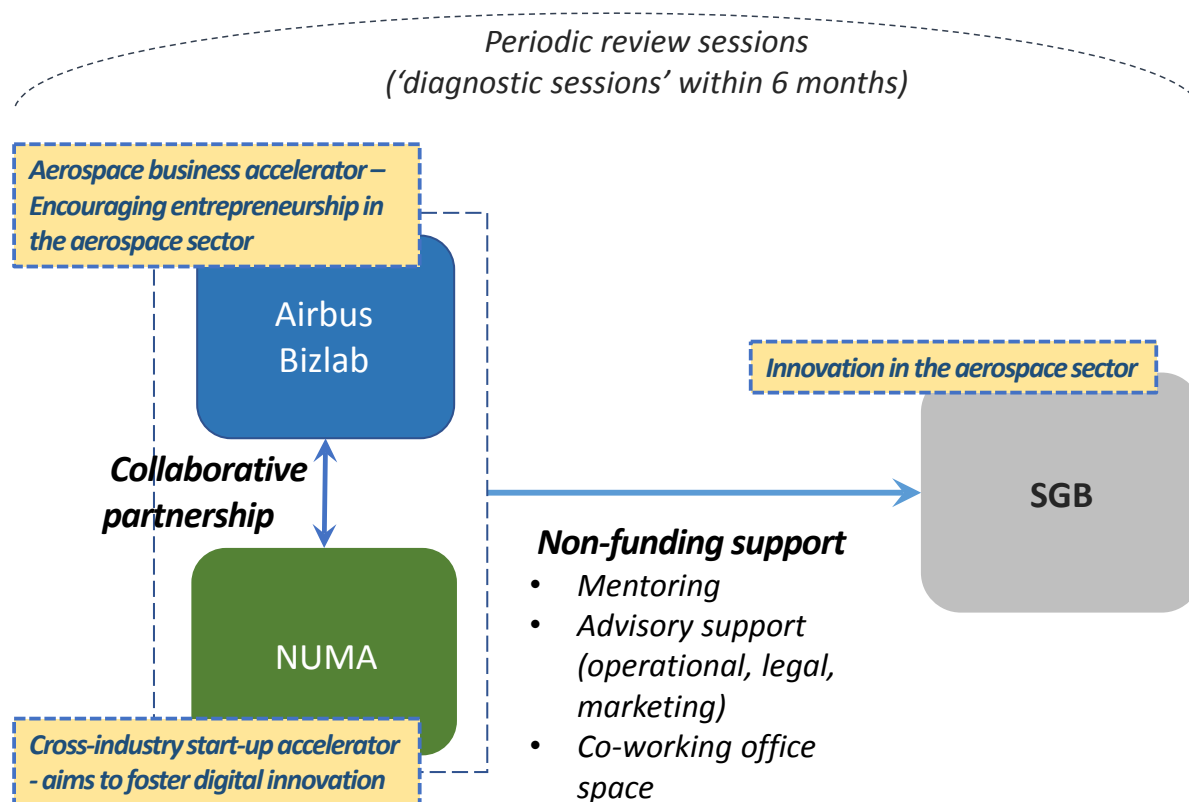 Periodic review sessions
(‘diagnostic sessions’ within 6 months)
Aerospace business accelerator –
Encouraging entrepreneurship in
the aerospace sector
Airbus
Bizlab
Innovation in the aerospace sector
Collaborative
partnership
SGB
Non-funding support
• Mentoring
• Advisory support
(operational, legal,
marketing)
• Co-working office
space
NUMA
Cross-industry start-up accelerator
- aims to foster digital innovation